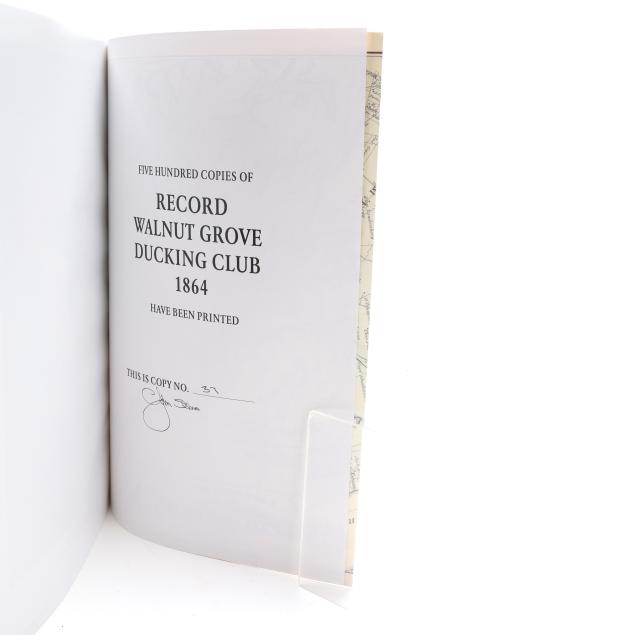 FIVE HUNDRED COPIES OF
RECORD
WALNUT GROVE
DUCKING CLUB
1864
HAVE BEEN PRINTED
THIS IS COPY NO. 37